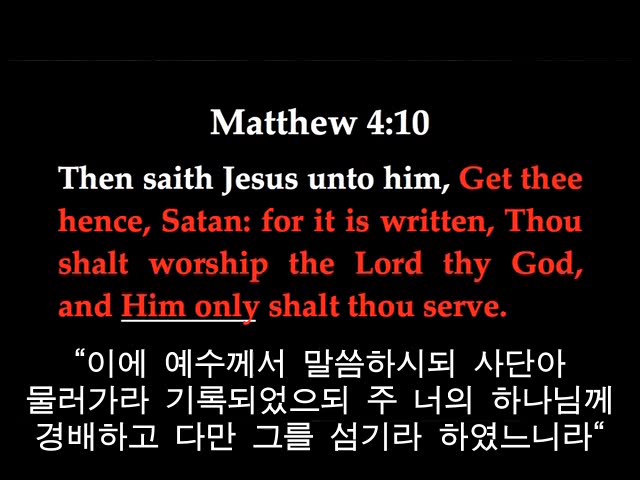 Matthew 4:10
Then saith Jesus unto him, Get thee
hence, Satan: for it is written, Thou
shalt worship the Lord thy God,
and Him only shalt thou serve.
“이에 예수께서 말씀하시되 사단아
물러가라 기록되었으되 주 너의 하나님께
경배하고 다만 그를 섬기라 하였느니라“